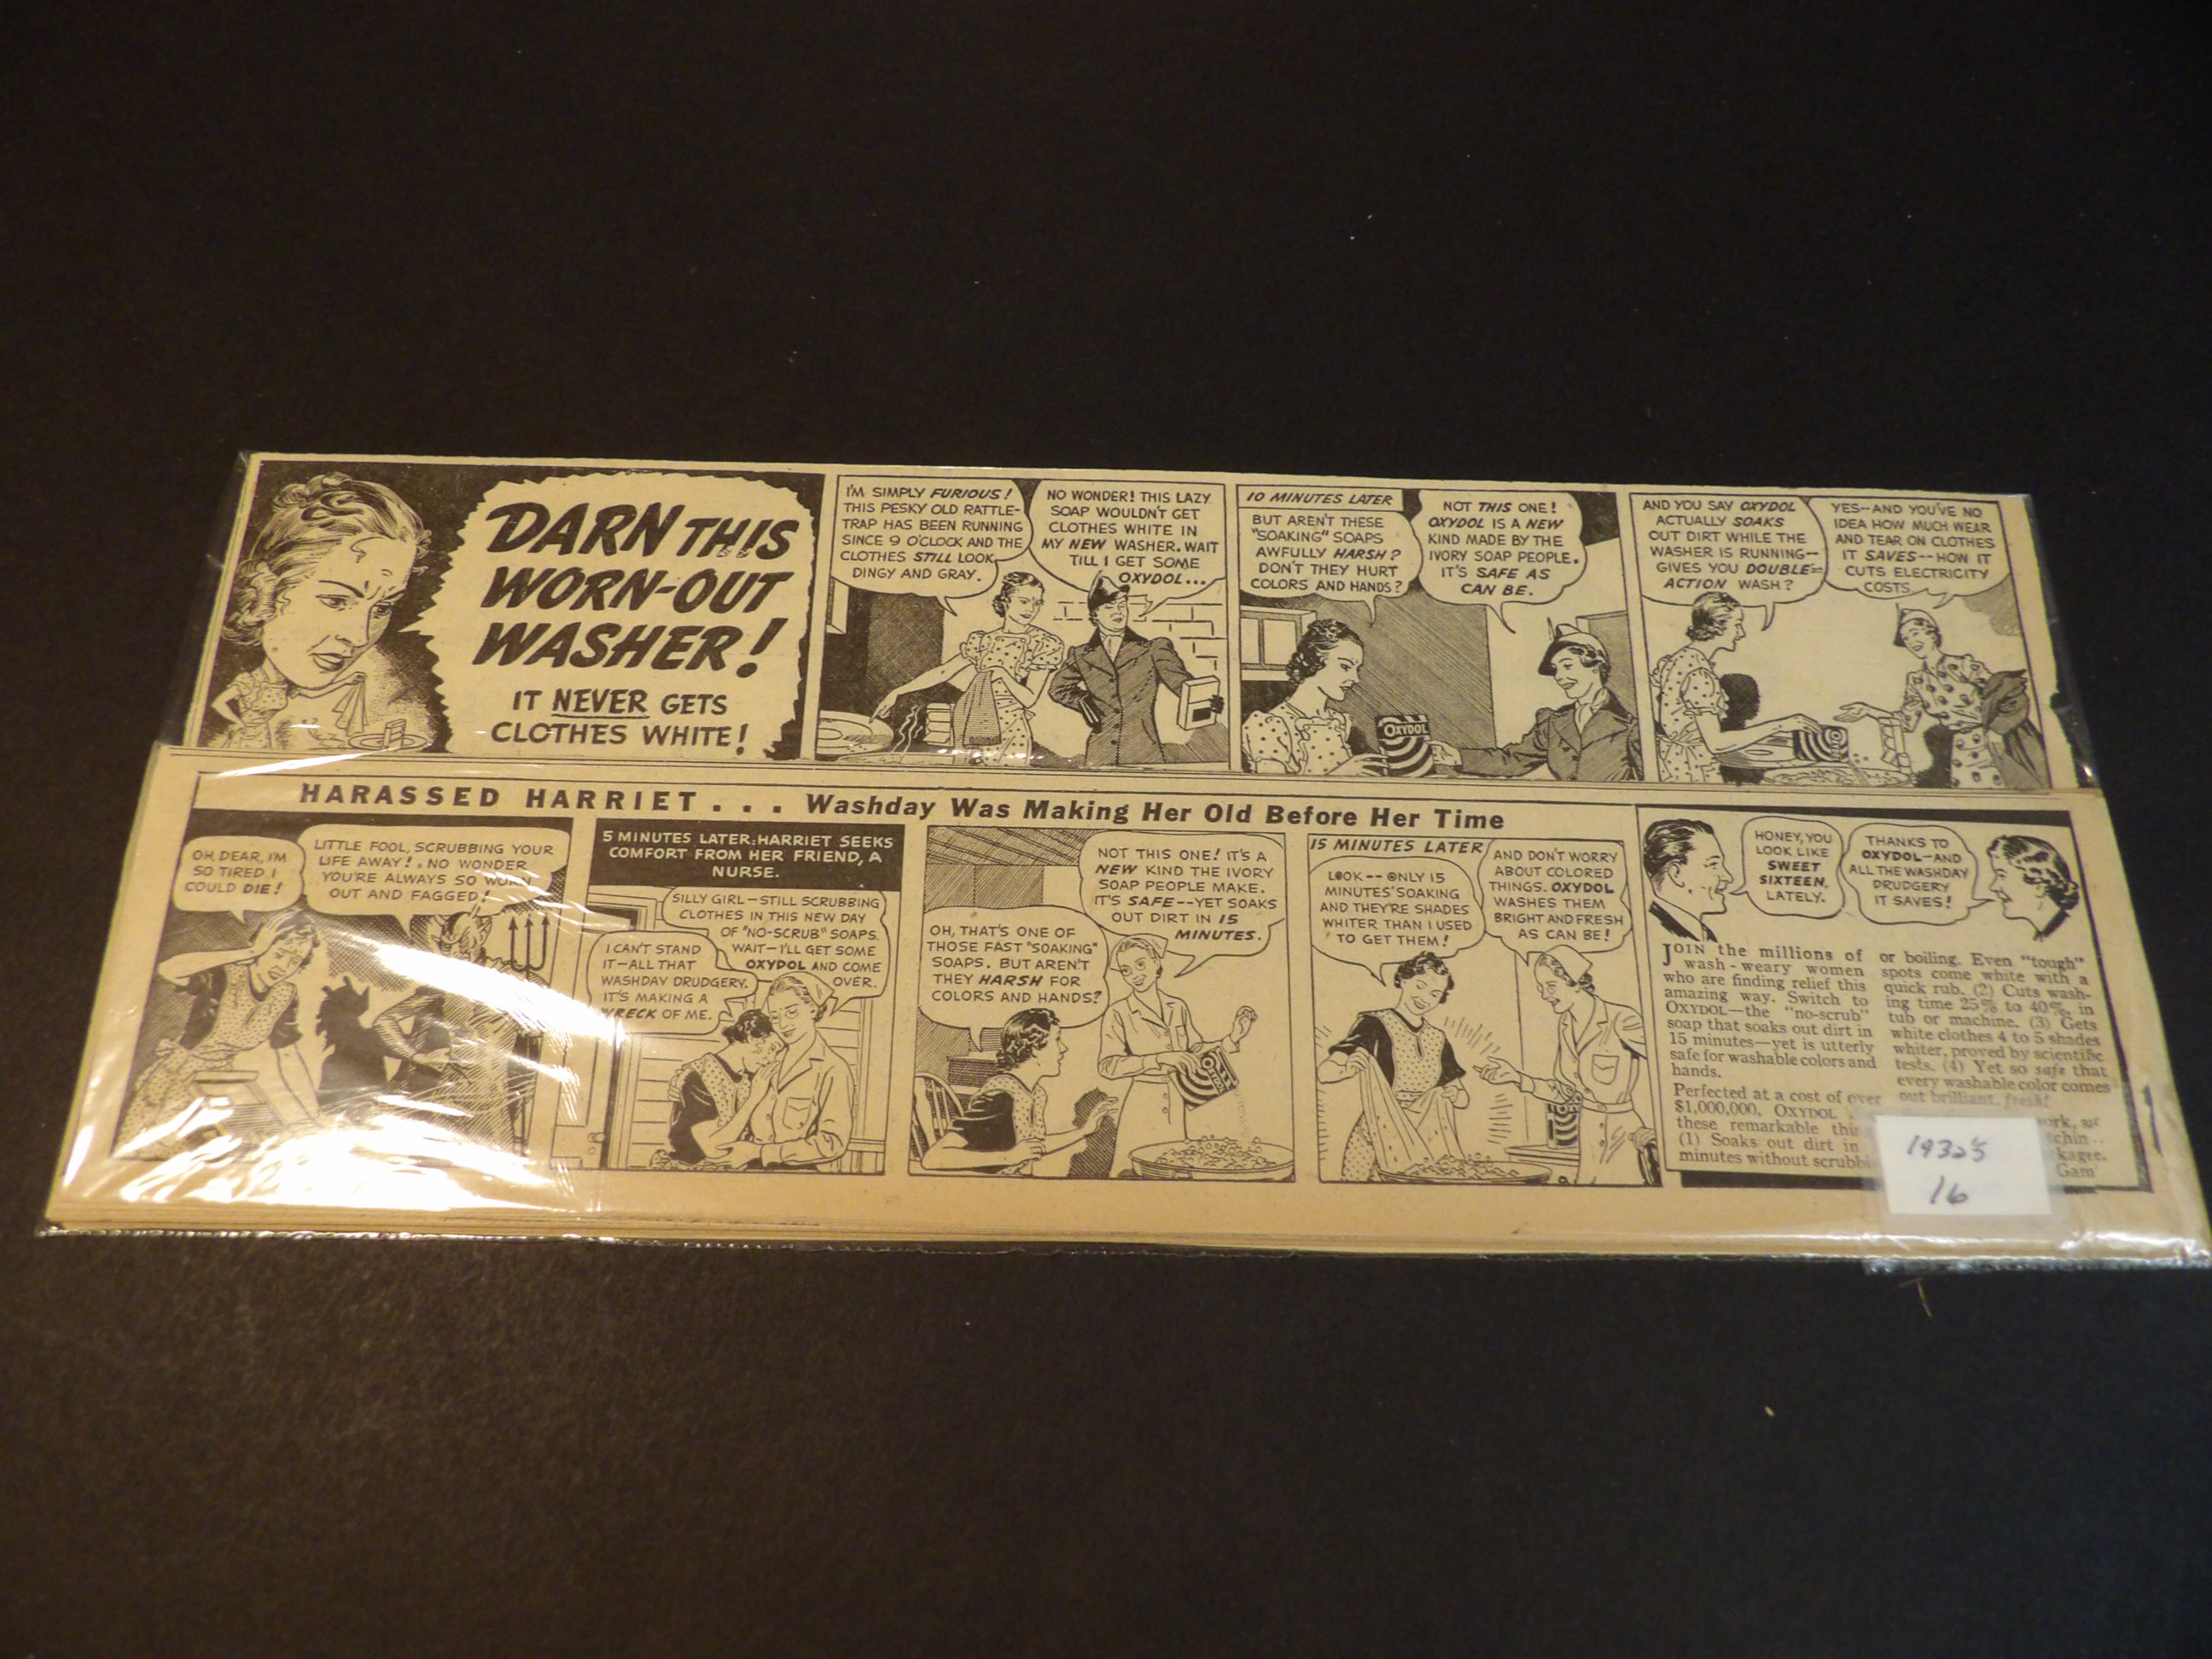 DARN THIS
WORN-OUT
WASHER!
IT NEVER GETS
CLOTHES WHITE!
I'M SIMPLY FURIOUS!
THIS PESKY OLD RATTLE-
TRAP HAS BEEN RUNNING
SINCE 9 O'CLOCK AND THE
CLOTHES STILL LOOK
DINGY AND GRAY.
NO WONDER! THIS LAZY
SOAP WOULDN'T GET
CLOTHES WHITE IN
MY NEW WASHER. WAIT
TILL I GET SOME
OXYDOL...
10 MINUTES LATER
BUT AREN'T THESE
"SOAKING" SOAPS
AWFULLY HARSH?
DON'T THEY HURT
COLORS AND HANDS?
NOT THIS ONE!
OXYDOL IS A NEW
KIND MADE BY THE
IVORY SOAP PEOPLE.
IT'S SAFE AS
CAN BE.
OXYDOL
AND YOU SAY OXYDOL
ACTUALLY SOAKS
OUT DIRT WHILE THE
WASHER IS RUNNING--
GIVES YOU DOUBLE-
ACTION WASH?
YES--AND YOU'VE NO
IDEA HOW MUCH WEAR
AND TEAR ON CLOTHES
IT SAVES--HOW IT
CUTS ELECTRICITY
COSTS
HARASSED HARRIET... Washday Was Making Her Old Before Her Time
OH, DEAR, I'M
SO TIRED I
COULD DIE!
LITTLE FOOL, SCRUBBING YOUR
LIFE AWAY! NO WONDER
YOU'RE ALWAYS SO WORN
OUT AND FAGGED!
5 MINUTES LATER: HARRIET SEEKS
COMFORT FROM HER FRIEND, A
NURSE.
SILLY GIRL—STILL SCRUBBING
CLOTHES IN THIS NEW DAY
OF "NO-SCRUB" SOAPS.
WAIT—I'LL GET SOME
OXYDOL AND COME
OVER.
I CAN'T STAND
IT—ALL THAT
WASHDAY DRUDGERY.
IT'S MAKING A
WRECK OF ME.
NOT THIS ONE! IT'S A
NEW KIND THE IVORY
SOAP PEOPLE MAKE.
IT'S SAFE--YET SOAKS
OUT DIRT IN 15
MINUTES.
OH, THAT'S ONE OF
THOSE FAST "SOAKING"
SOAPS. BUT AREN'T
THEY HARSH FOR
COLORS AND HANDS?
OXYDOL
15 MINUTES LATER
LOOK -- ONLY 15
MINUTES' SOAKING
AND THEY'RE SHADES
WHITER THAN I USED
TO GET THEM!
AND DON'T WORRY
ABOUT COLORED
THINGS. OXYDOL
WASHES THEM
BRIGHT AND FRESH
AS CAN BE!
HONEY, YOU
LOOK LIKE
SWEET
SIXTEEN,
LATELY.
THANKS TO
OXYDOL—AND
ALL THE WASHDAY
DRUDGERY
IT SAVES!
JOIN the millions of
wash-weary women
who are finding relief this
amazing way. Switch to
OXYDOL—the "no-scrub"
soap that soaks out dirt in
15 minutes—yet is utterly
safe for washable colors and
hands.
Perfected at a cost of over
$1,000,000, OXYDOL
these remarkable
(1) Soaks out dirt in
minutes without
or boiling. Even "tough"
spots come white with a
quick rub. (2) Cuts wash-
ing time 25% to 40%, in
tub or machine. (3) Gets
white clothes 4 to 5 shades
whiter, proved by scientific
tests. (4) Yet so safe that
every washable color comes
out brilliant, fresh!
1930s
16